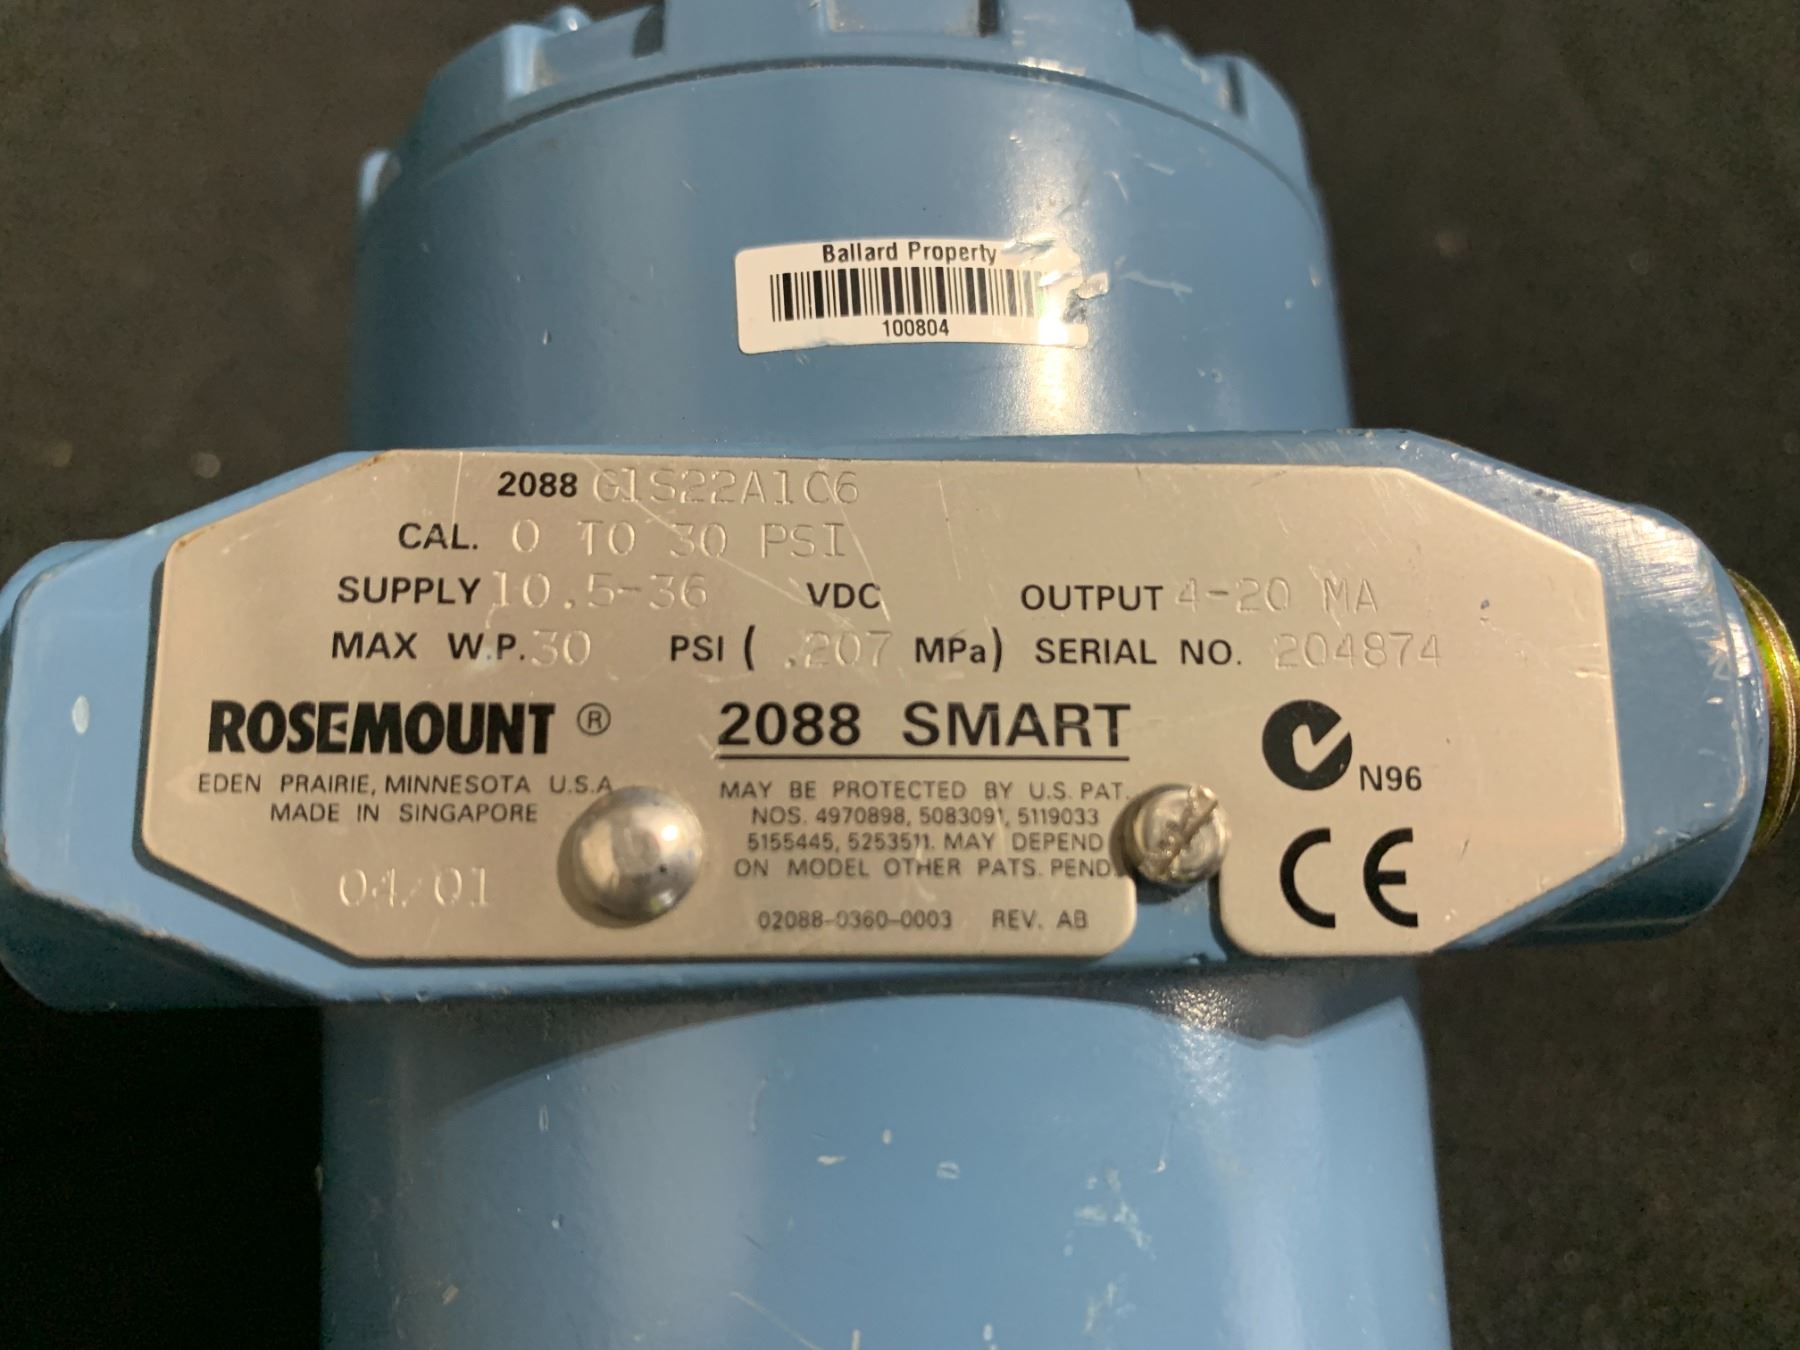 Ballard Property
100804
2088 G1S22A1C6
CAL. 0 TO 30 PSI
SUPPLY 10.5-36 VDC OUTPUT 4-20 MA
MAX W.P. 30 PSI ( .207 MPa) SERIAL NO. 204874
ROSEMOUNT ® 2088 SMART
N96
EDEN PRAIRIE, MINNESOTA U.S.A.
MADE IN SINGAPORE
04/01
MAY BE PROTECTED BY U.S. PAT.
NOS. 4970898, 5083091, 5119033
5155445, 5253511. MAY DEPEND
ON MODEL OTHER PATS. PEND.
02088-0360-0003 REV. AB
CE